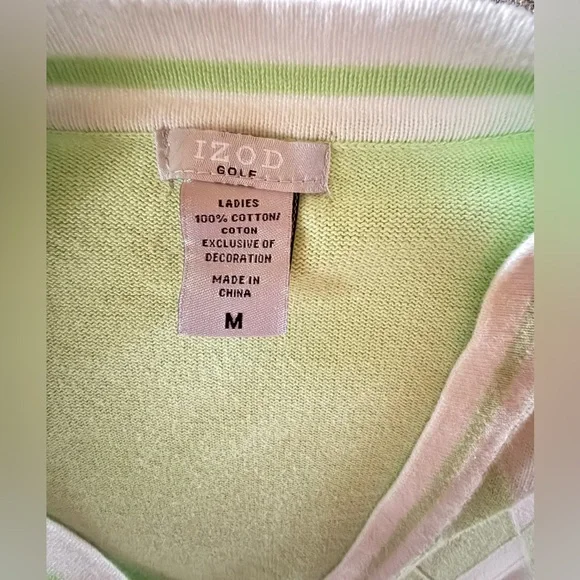 IZOD
GOLF
LADIES
100% COTTON/
COTON
EXCLUSIVE OF
DECORATION
MADE IN
CHINA
M